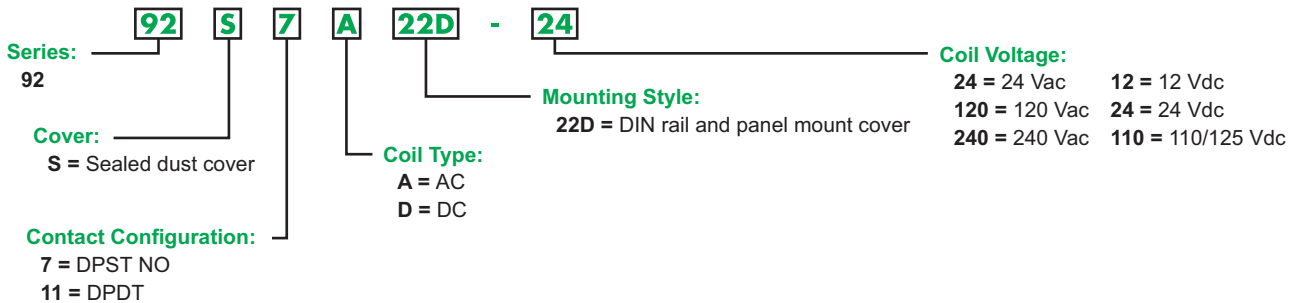 92 S 7 A 22D - 24
Series:
92
Cover:
S = Sealed dust cover
Contact Configuration:
7 = DPST NO
11 = DPDT
Coil Type:
A = AC
D = DC
Mounting Style:
22D = DIN rail and panel mount cover
Coil Voltage:
24 = 24 Vac 12 = 12 Vdc
120 = 120 Vac 24 = 24 Vdc
240 = 240 Vac 110 = 110/125 Vdc